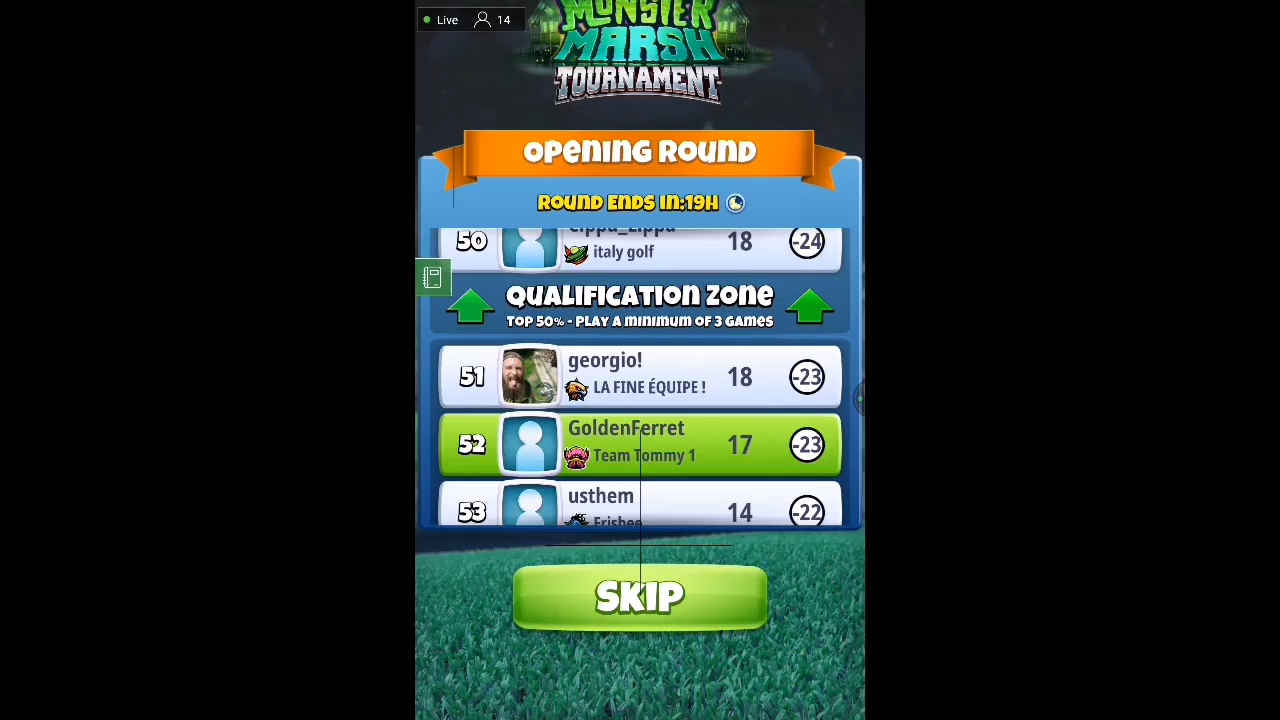 Live 14
MONSTER
MARSH
TOURNAMENT
OPENING ROUND
ROUND ENDS IN:19H
50 18 -24
italy golf
QUALIFICATION ZONE
TOP 50% - PLAY A MINIMUM OF 3 GAMES
georgio!
51 18 -23
LA FINE ÉQUIPE !
GoldenFerret
52 17 -23
Team Tommy 1
usthem
53 14 -22
Frisbee
SKIP